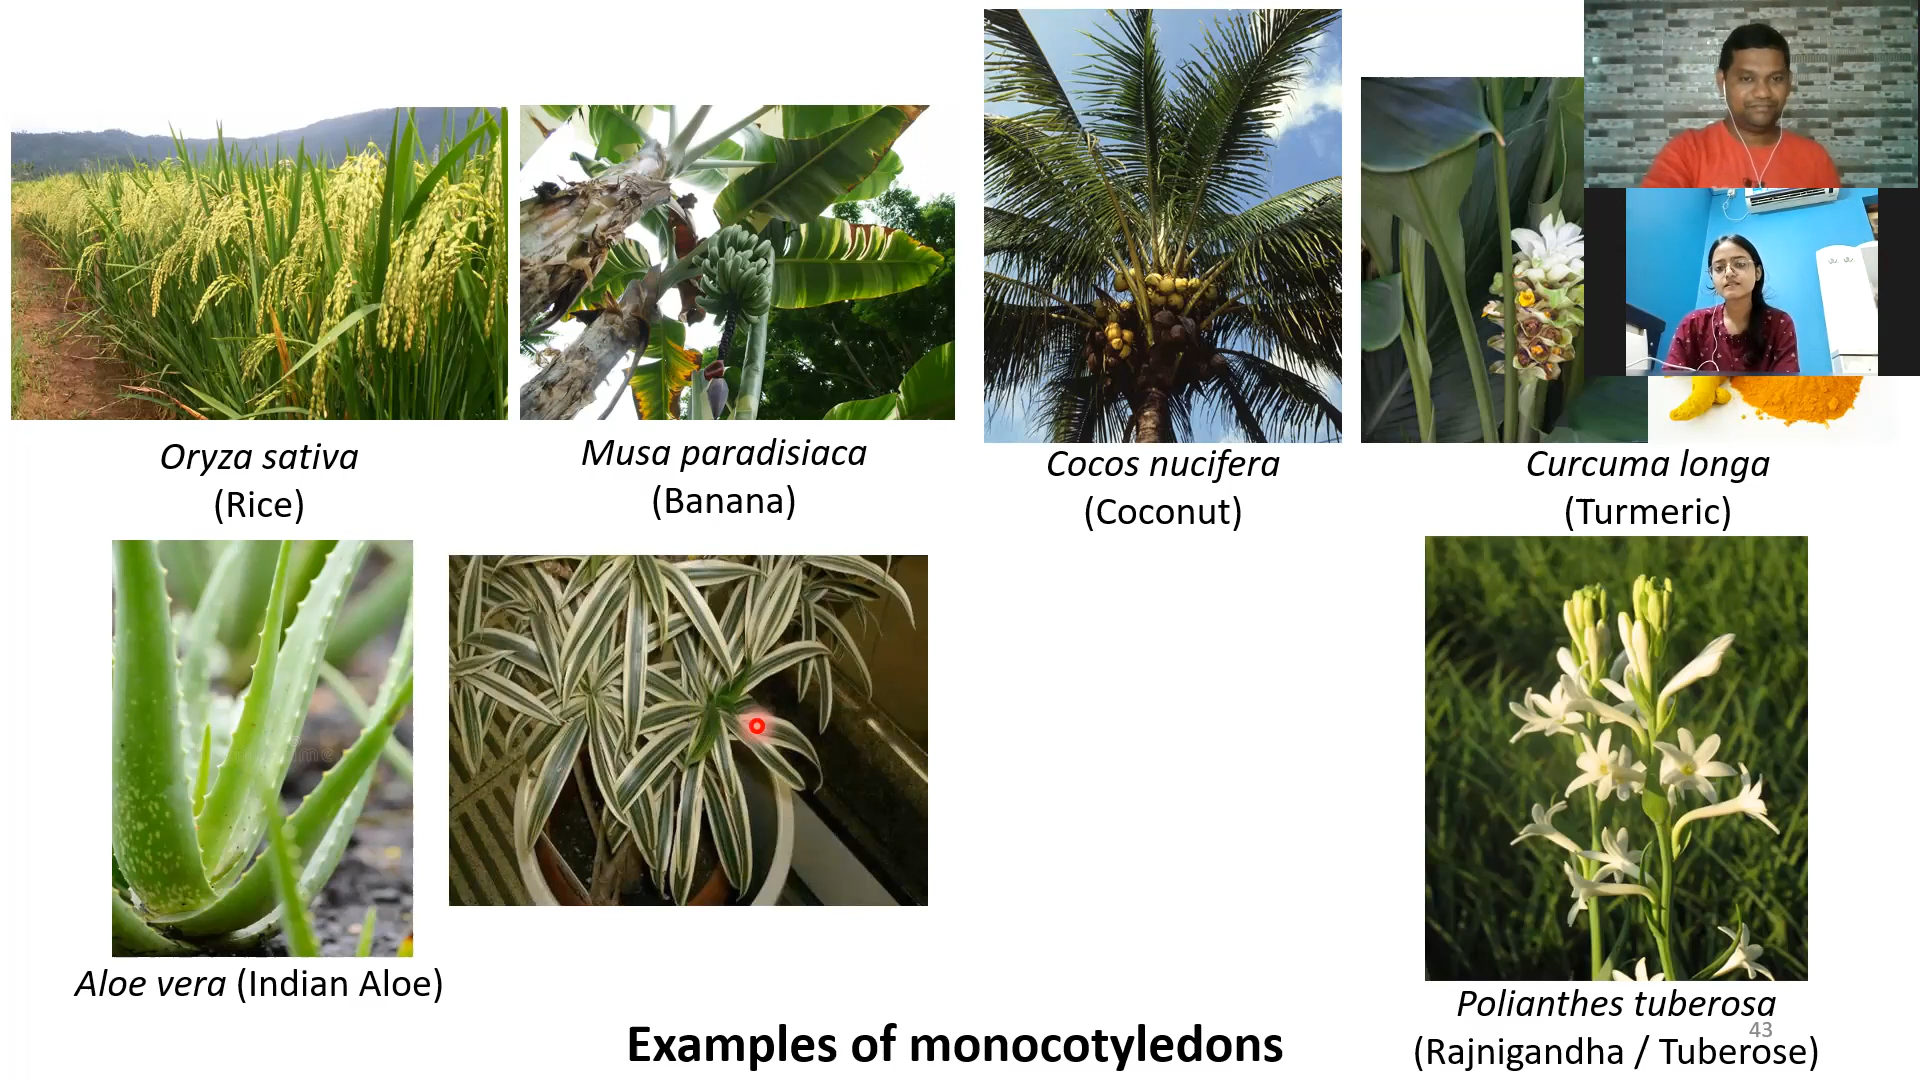 Oryza sativa
(Rice)
Musa paradisiaca
(Banana)
Cocos nucifera
(Coconut)
Curcuma longa
(Turmeric)
Aloe vera (Indian Aloe)
Polianthes tuberosa
(Rajnigandha / Tuberose)
43
Examples of monocotyledons